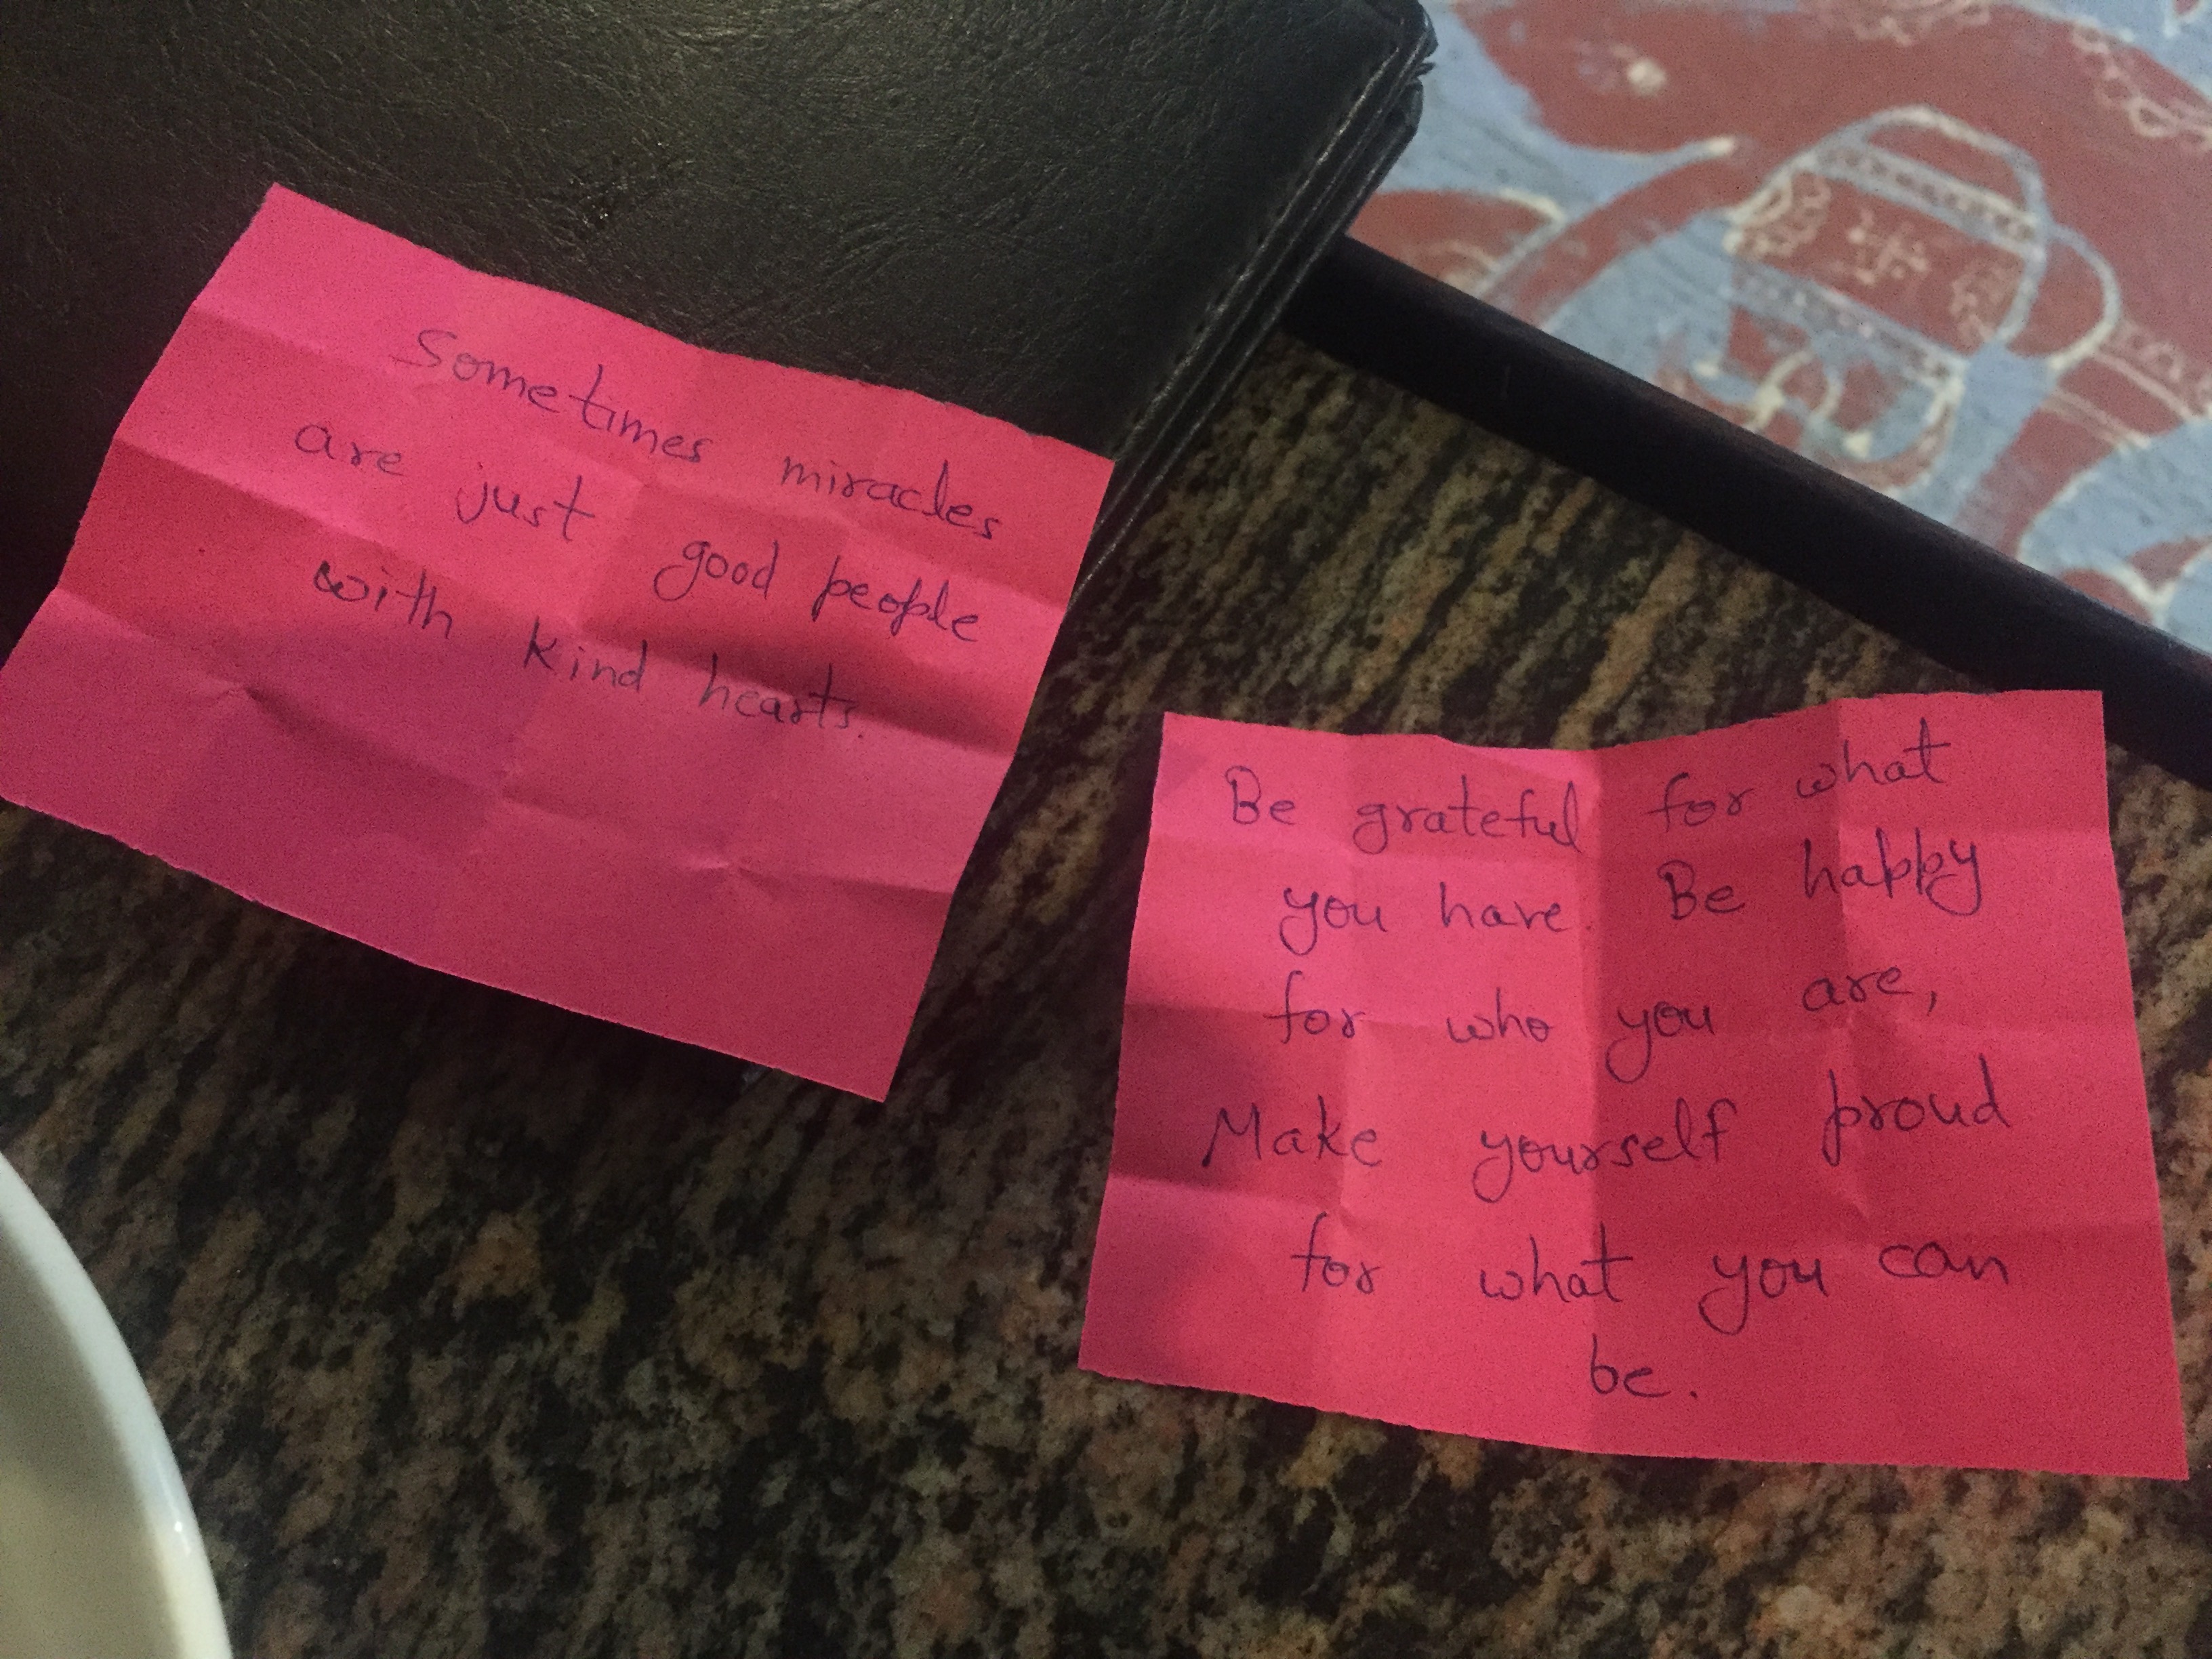 Sometimes miracles
are just good people
with kind hearts.
Be grateful for what
you have. Be happy
for who you are,
Make yourself proud
for what you can
be.